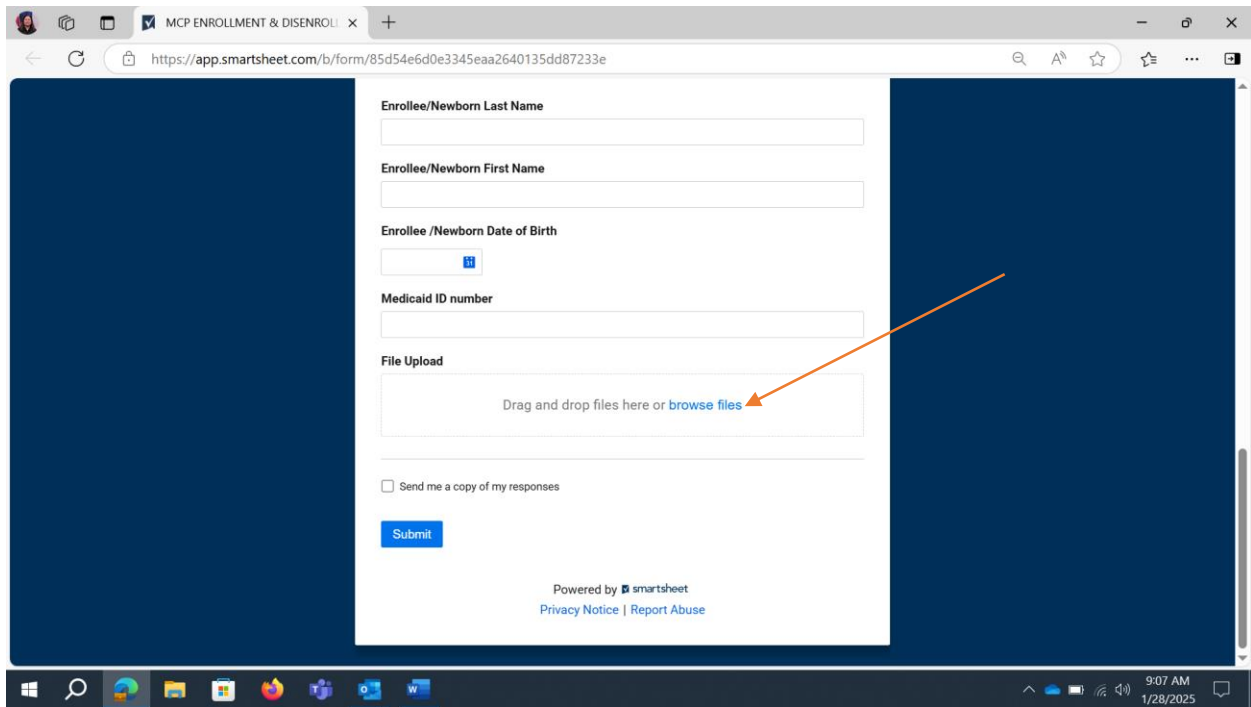 MCP ENROLLMENT & DISENROLL
https://app.smartsheet.com/b/form/85d54e6d0e3345eaa2640135dd87233e
Enrollee/Newborn Last Name
Enrollee/Newborn First Name
Enrollee /Newborn Date of Birth
31
Medicaid ID number
File Upload
Drag and drop files here or browse files
Send me a copy of my responses
Submit
Powered by smartsheet
Privacy Notice | Report Abuse
9:07 AM
1/28/2025